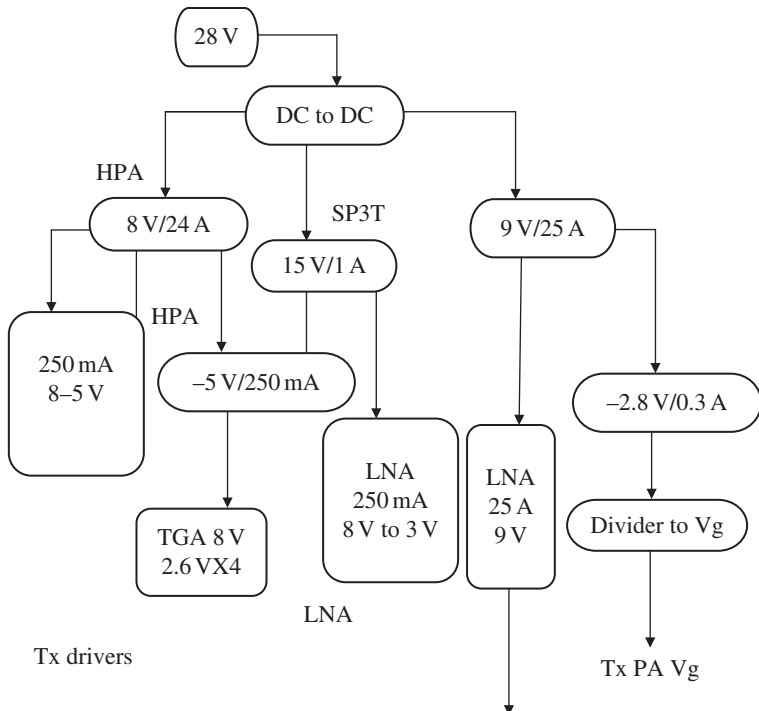 28 V
DC to DC
HPA
8 V/24 A
SP3T
9 V/25 A
15 V/1 A
HPA
250 mA
8–5 V
–5 V/250 mA
–2.8 V/0.3 A
LNA
250 mA
8 V to 3 V
LNA
25 A
9 V
TGA 8 V
2.6 VX4
Divider to Vg
LNA
Tx drivers
Tx PA Vg